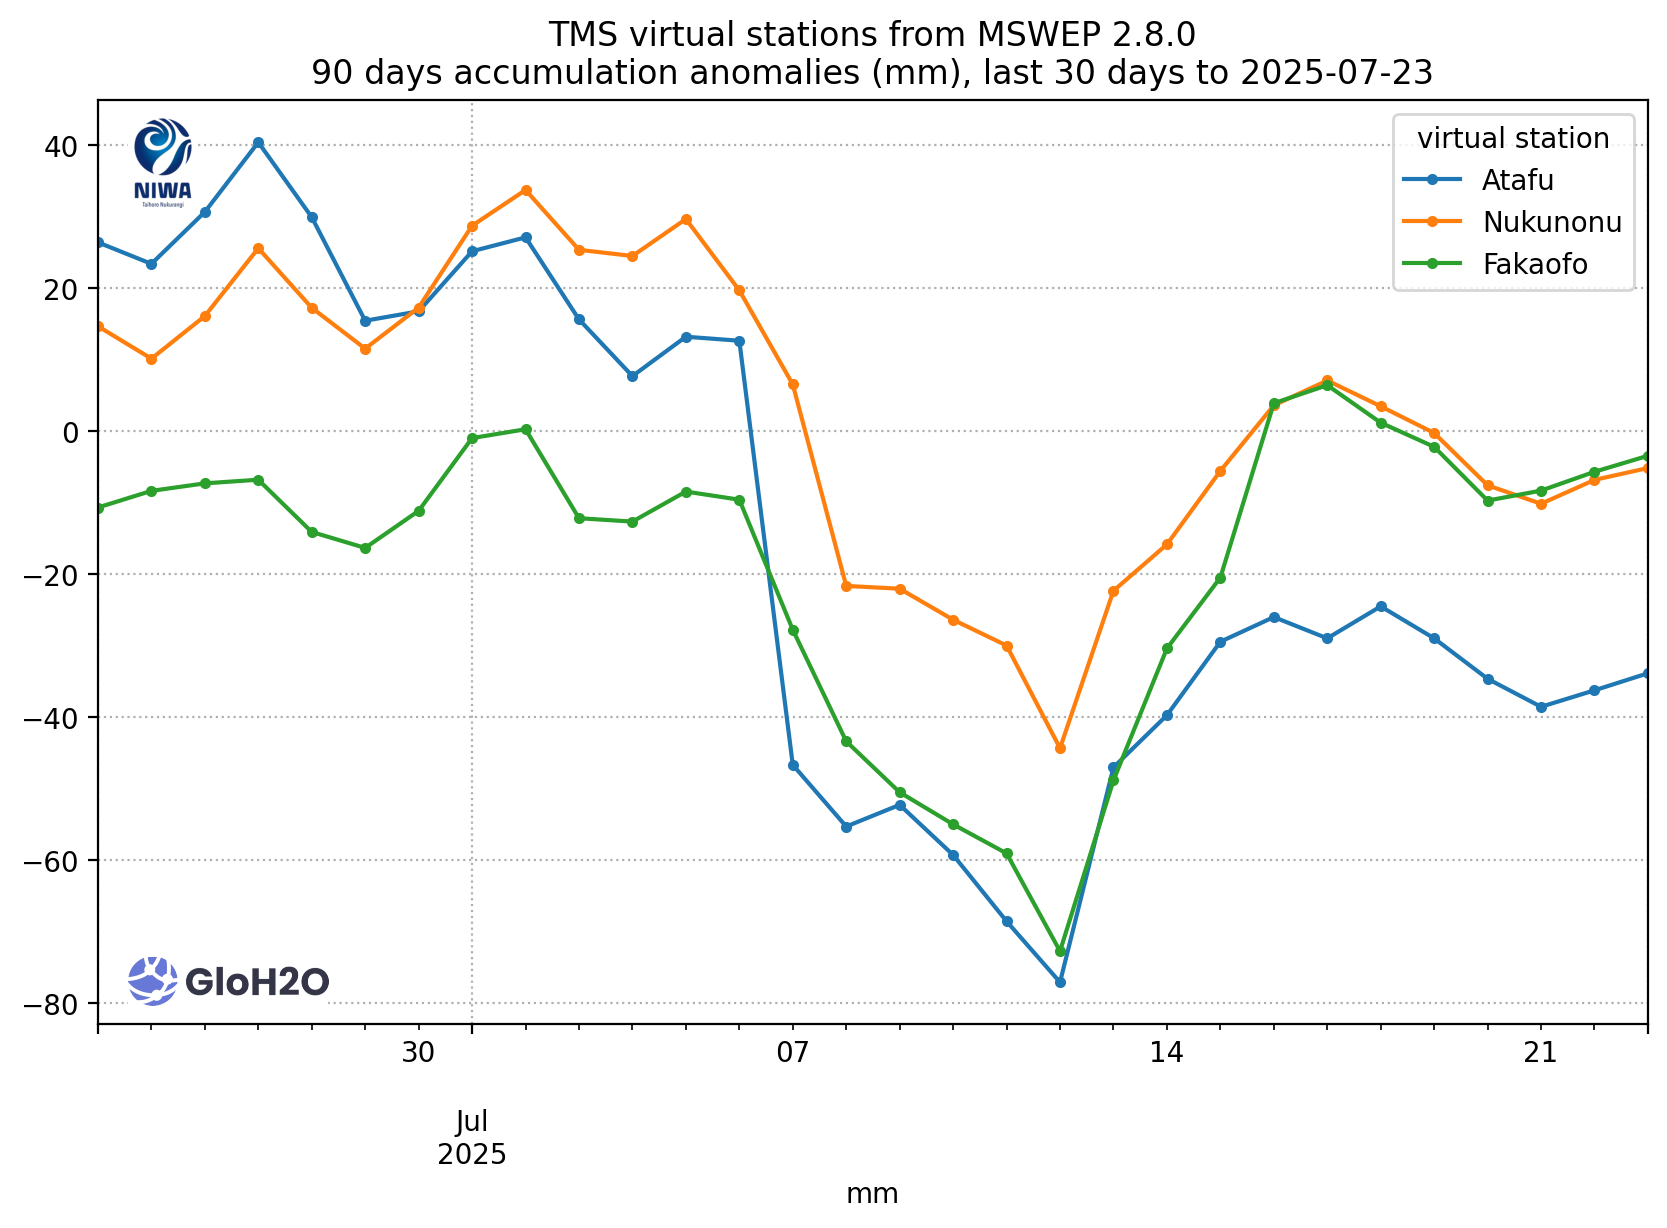 TMS virtual stations from MSWEP 2.8.0
90 days accumulation anomalies (mm), last 30 days to 2025-07-23
40
20
0
−20
−40
−60
−80
NIWA
Taihoro Nukurangi
virtual station
Atafu
Nukunonu
Fakaofo
GloH2O
30
07
14
21
Jul
2025
mm